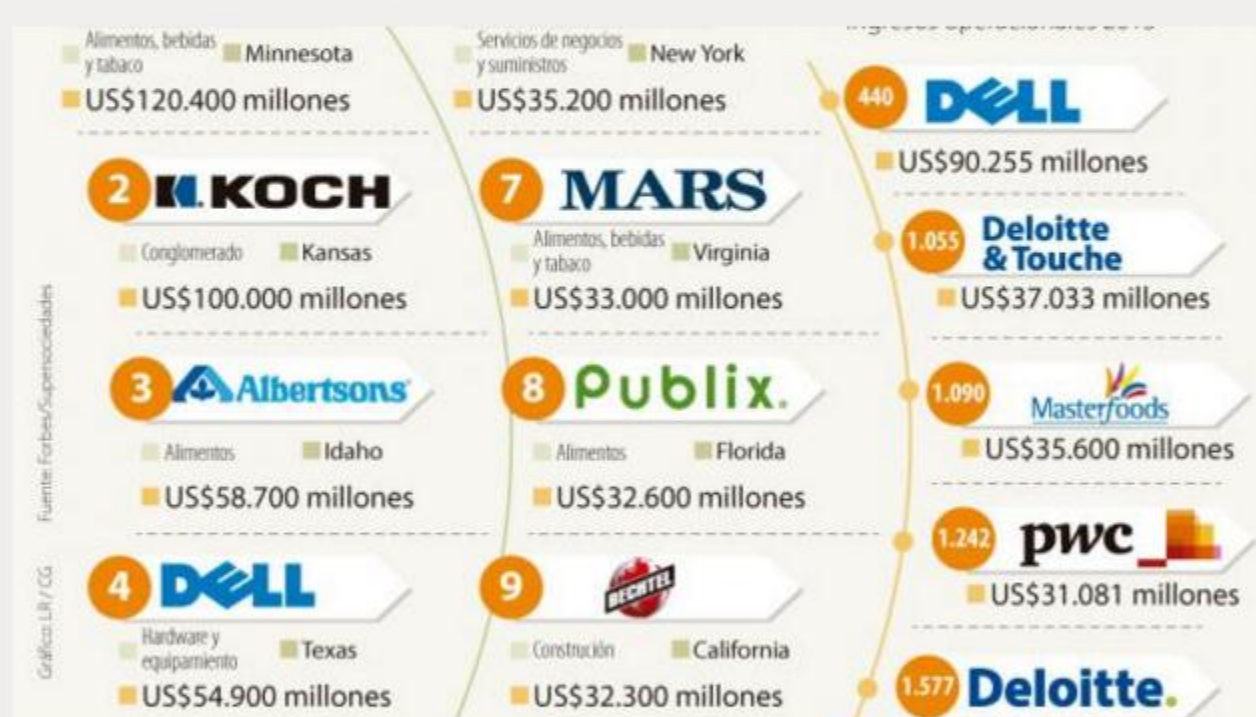 Alimentos, bebidas
y tabaco
Minnesota
US$120.400 millones
2 KOCH
Conglomerado
Kansas
US$100.000 millones
3 Albertsons
Alimentos
Idaho
US$58.700 millones
4 DELL
Hardware y
equipamiento
Texas
US$54.900 millones
Servicios de negocios
y suministros
New York
US$35.200 millones
7 MARS
Alimentos, bebidas
y tabaco
Virginia
US$33.000 millones
8 Publix.
Alimentos
Florida
US$32.600 millones
9 BECHTEL
Construción
California
US$32.300 millones
440 DELL
US$90.255 millones
1.055 Deloitte
& Touche
US$37.033 millones
1.090 Masterfoods
US$35.600 millones
1.242 pwc
US$31.081 millones
1.577 Deloitte.
Fuente: Forbes/Supersociedades
Gráfico: LR / CG